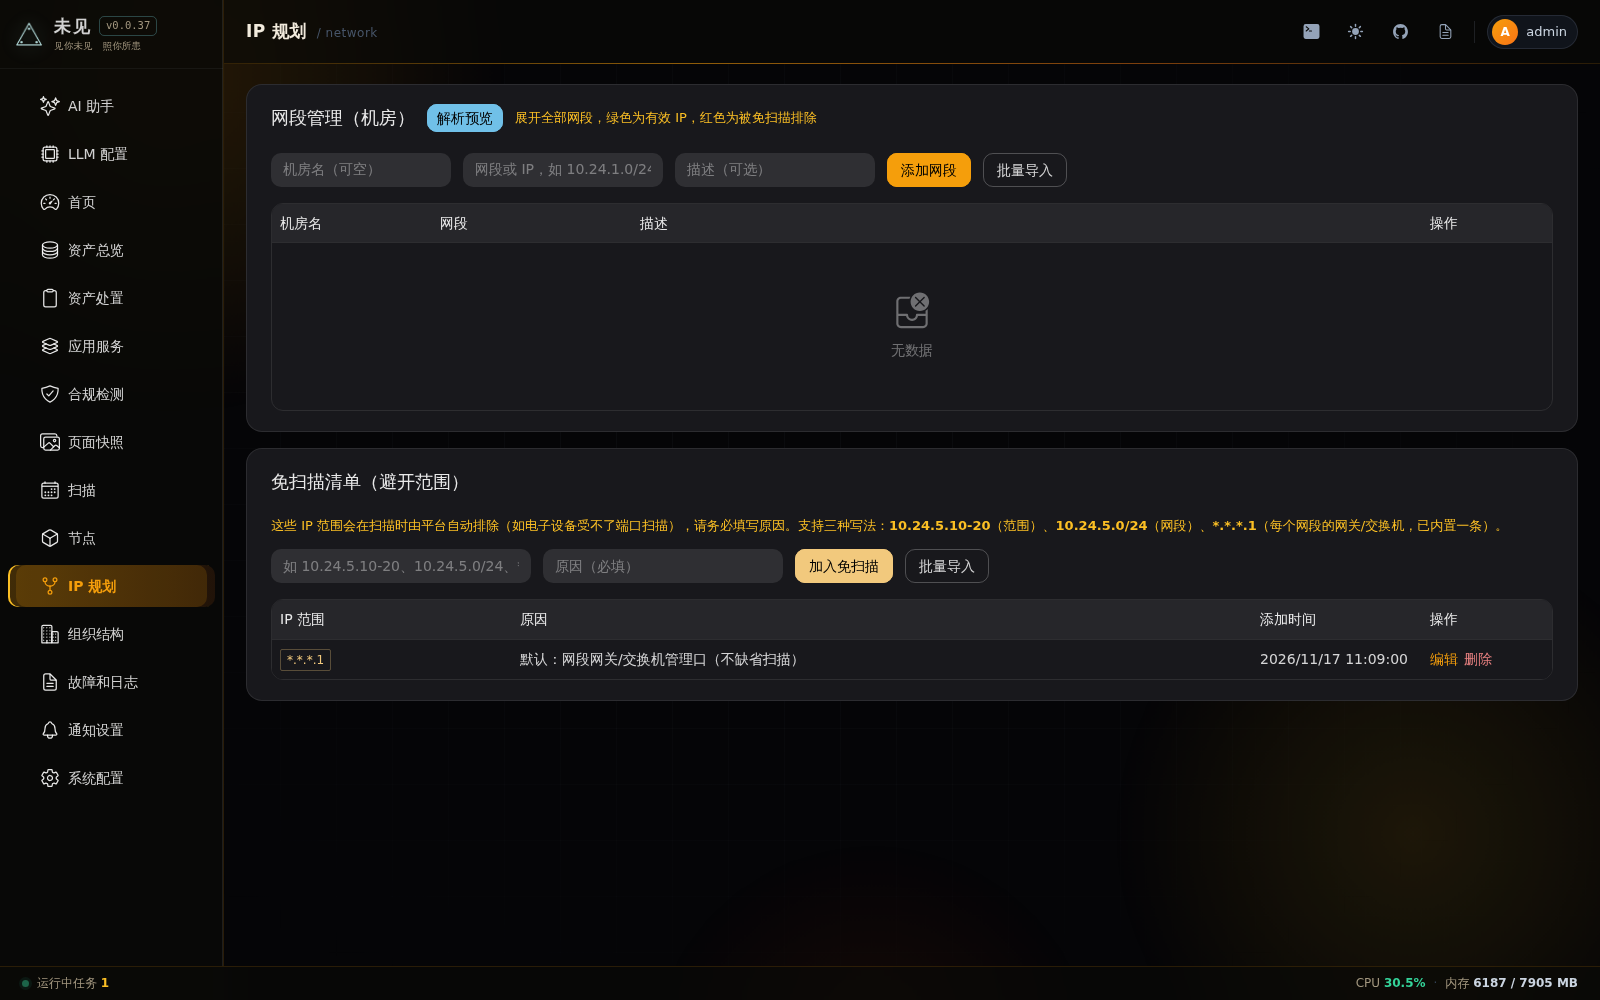 未见 v0.0.37
见你未见 照你所患
AI 助手
LLM 配置
首页
资产总览
资产处置
应用服务
合规检测
页面快照
扫描
节点
IP 规划
组织结构
故障和日志
通知设置
系统配置
IP 规划 / network
A admin
网段管理（机房） 解析预览 展开全部网段，绿色为有效 IP，红色为被免扫描排除
机房名（可空） 网段或 IP，如 10.24.1.0/24 描述（可选） 添加网段 批量导入
机房名 网段 描述 操作
无数据
免扫描清单（避开范围）
这些 IP 范围会在扫描时由平台自动排除（如电子设备受不了端口扫描），请务必填写原因。支持三种写法：10.24.5.10-20（范围）、10.24.5.0/24（网段）、*.*.*.1（每个网段的网关/交换机，已内置一条）。
如 10.24.5.10-20、10.24.5.0/24、 原因（必填） 加入免扫描 批量导入
IP 范围 原因 添加时间 操作
*.*.*.1 默认：网段网关/交换机管理口（不缺省扫描） 2026/11/17 11:09:00 编辑 删除
运行中任务 1
CPU 30.5% · 内存 6187 / 7905 MB